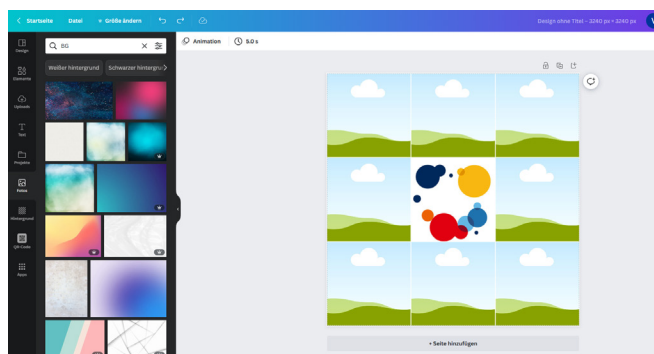 Startseite Datei Größe ändern Design ohne Titel – 3240 px × 3240 px
Animation 5.0 s
Design
Elemente
Uploads
Text
Projekte
Fotos
Hintergrund
QR-Code
Apps
BG
Weißer hintergrund Schwarzer hintergru
+ Seite hinzufügen